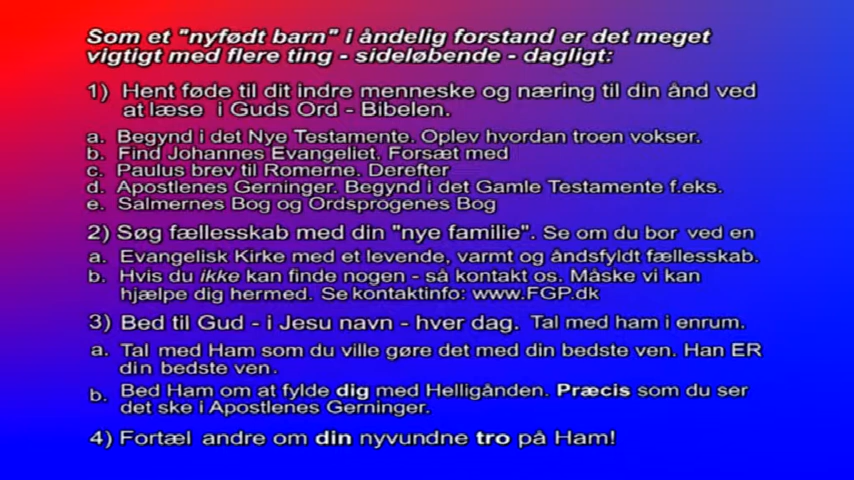 Som et "nyfødt barn" i åndelig forstand er det meget
vigtigt med flere ting - sideløbende - dagligt:
1) Hent føde til dit indre menneske og næring til din ånd ved
at læse i Guds Ord - Bibelen.
a. Begynd i det Nye Testamente. Oplev hvordan troen vokser.
b. Find Johannes Evangeliet. Forsæt med
c. Paulus brev til Romerne. Derefter
d. Apostlenes Gerninger. Begynd i det Gamle Testamente f.eks.
e. Salmernes Bog og Ordsprogenes Bog
2) Søg fællesskab med din "nye familie". Se om du bor ved en
a. Evangelisk Kirke med et levende, varmt og åndsfyldt fællesskab.
b. Hvis du ikke kan finde nogen - så kontakt os. Måske vi kan
hjælpe dig hermed. Se kontaktinfo: www.FGP.dk
3) Bed til Gud - i Jesu navn - hver dag. Tal med ham i enrum.
a. Tal med Ham som du ville gøre det med din bedste ven. Han ER
din bedste ven.
b. Bed Ham om at fylde dig med Helligånden. Præcis som du ser
det ske i Apostlenes Gerninger.
4) Fortæl andre om din nyvundne tro på Ham!